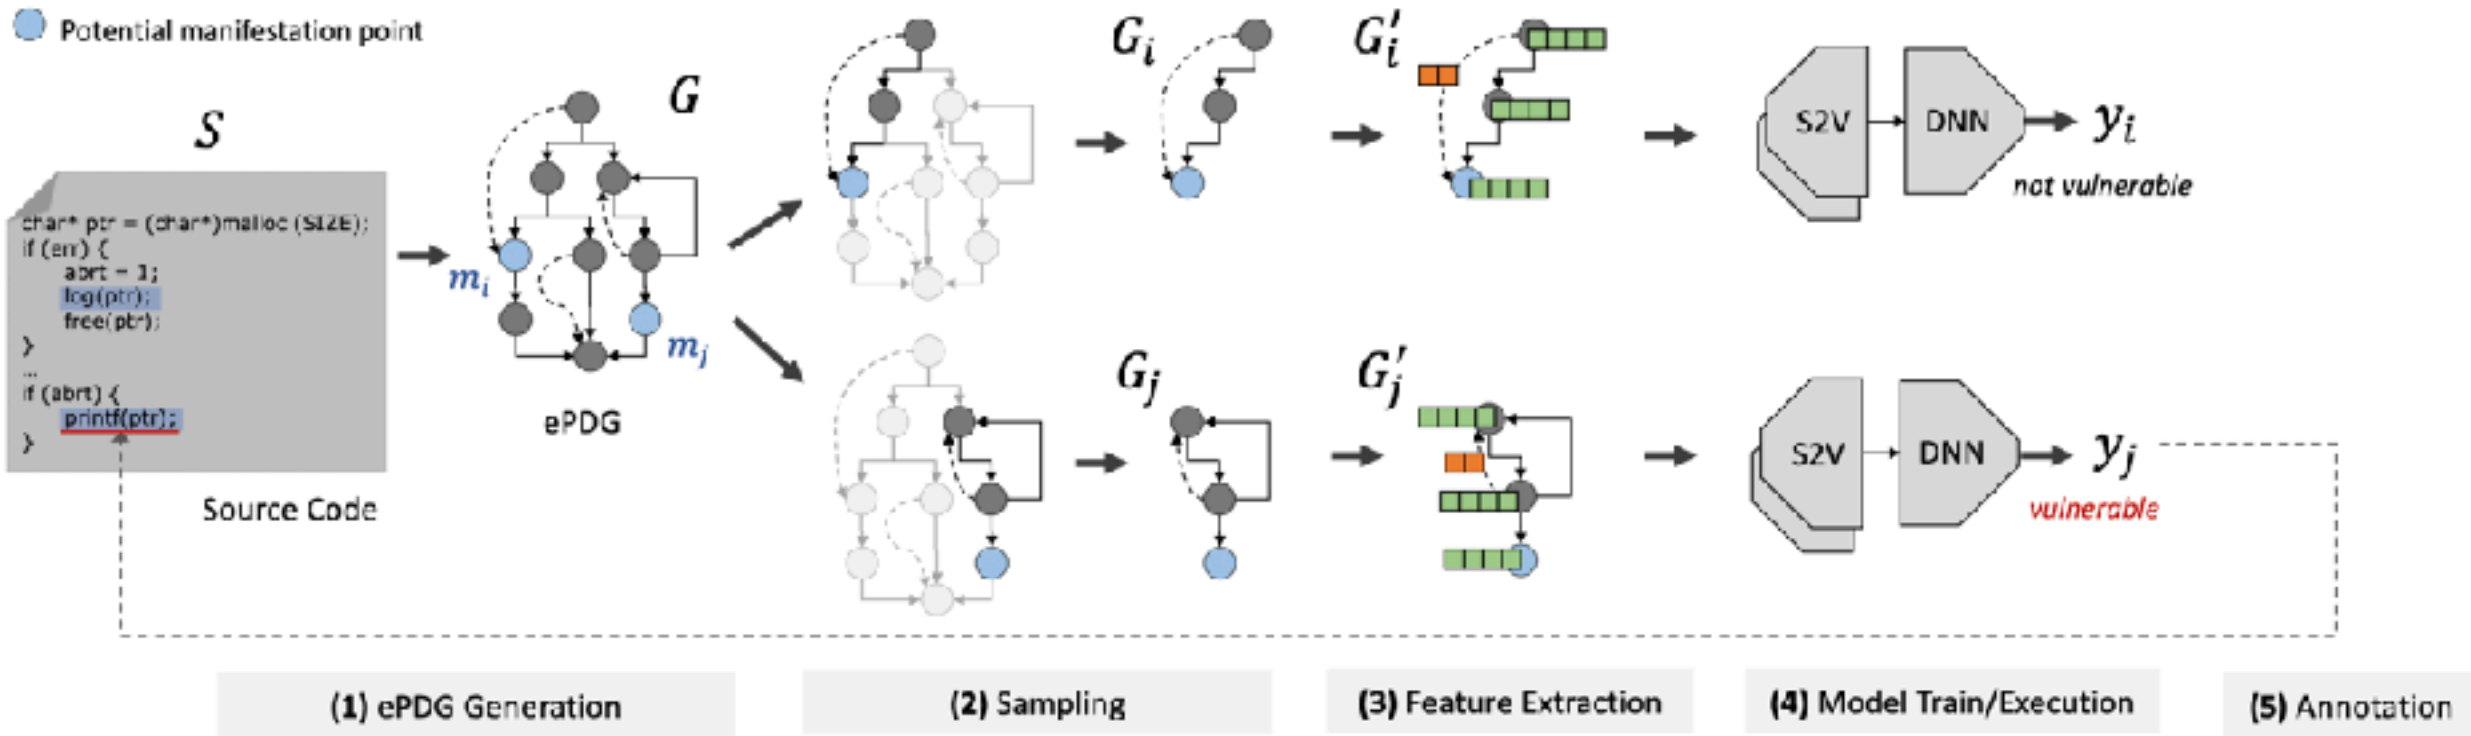 Potential manifestation point
S
char* ptr = (char*)malloc (SIZE);
if (err) {
abrt = 1;
log(ptr);
free(ptr);
}
...
if (abrt) {
printf(ptr);
}
Source Code
G
m_i
m_j
ePDG
G_i
G'_i
S2V
DNN
y_i
not vulnerable
G_j
G'_j
S2V
DNN
y_j
vulnerable
(1) ePDG Generation
(2) Sampling
(3) Feature Extraction
(4) Model Train/Execution
(5) Annotation